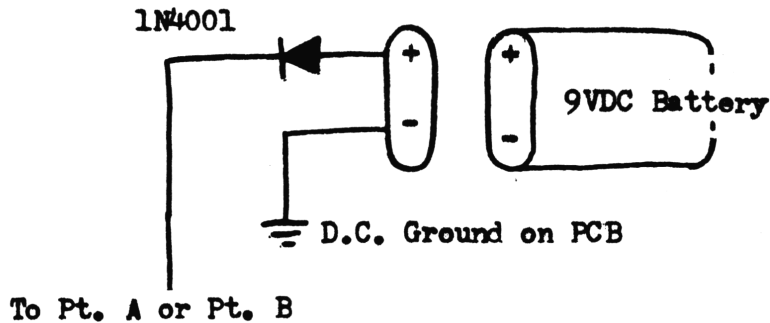 1N4001
+
+
9VDC Battery
-
-
D.C. Ground on PCB
To Pt. A or Pt. B